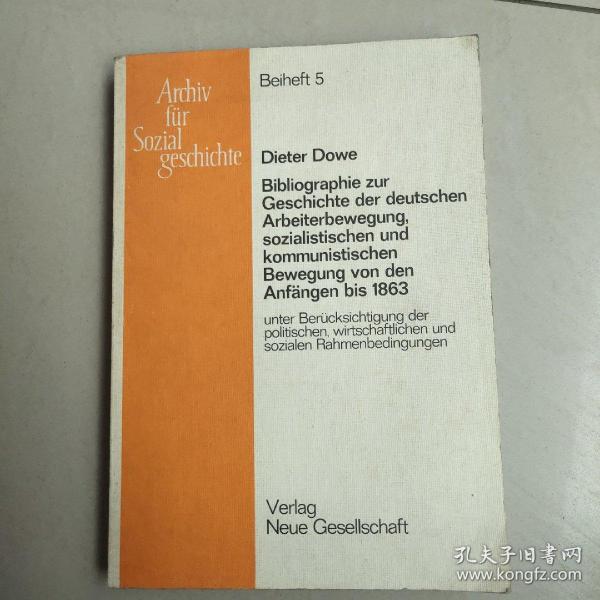 Archiv
für
Sozial
geschichte
Beiheft 5
Dieter Dowe
Bibliographie zur
Geschichte der deutschen
Arbeiterbewegung,
sozialistischen und
kommunistischen
Bewegung von den
Anfängen bis 1863
unter Berücksichtigung der
politischen, wirtschaftlichen und
sozialen Rahmenbedingungen
Verlag
Neue Gesellschaft
孔夫子旧书网
www.kongfz.com